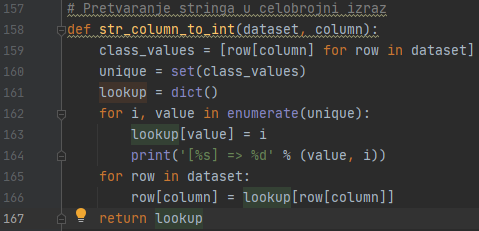 157 # Pretvaranje stringa u celobrojni izraz
158 def str_column_to_int(dataset, column):
159     class_values = [row[column] for row in dataset]
160     unique = set(class_values)
161     lookup = dict()
162     for i, value in enumerate(unique):
163         lookup[value] = i
164         print('[%s] => %d' % (value, i))
165     for row in dataset:
166         row[column] = lookup[row[column]]
167     return lookup